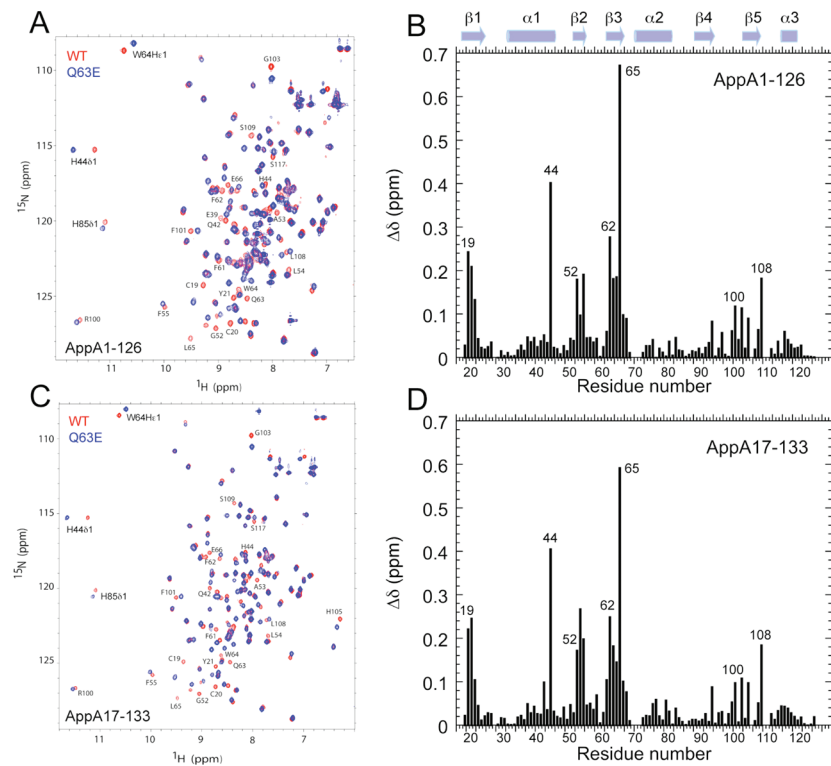 A
WT
Q63E
W64Hε1
G103
S109
S117
H44δ1
E66
H44
F62
A53
H85δ1
E39
Q42
F101
L108
F61
L54
C19
W64
Y21
Q63
R100
F55
G52
C20
L65
AppA1-126
110
115
120
125
15N (ppm)
11 10 9 8 7
1H (ppm)
B
β1 α1 β2 β3 α2 β4 β5 α3
AppA1-126
65
44
62
19
52
108
100
0.7
0.6
0.5
0.4
0.3
0.2
0.1
0
Δδ (ppm)
20 30 40 50 60 70 80 90 100 110 120
Residue number
C
WT
Q63E
W64Hε1
G103
S109
S117
H44δ1
E66
H44
F62
A53
H85δ1
F101
Q42
H105
L108
F61
L54
W64
C19
Y21
Q63
F55
R100
C20
L65
G52
AppA17-133
110
115
120
125
15N (ppm)
11 10 9 8 7
1H (ppm)
D
AppA17-133
65
44
62
19
52
108
100
0.7
0.6
0.5
0.4
0.3
0.2
0.1
0
Δδ (ppm)
20 30 40 50 60 70 80 90 100 110 120
Residue number